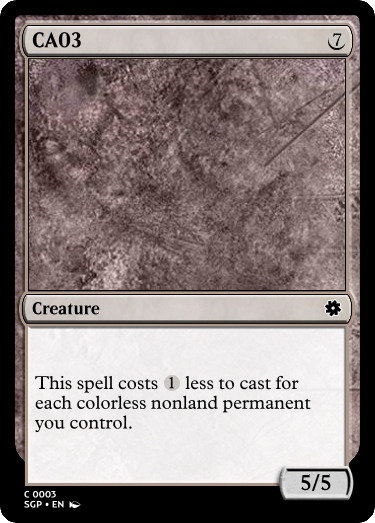 CA03 7
Creature
This spell costs 1 less to cast for
each colorless nonland permanent
you control.
5/5
C 0003
SGP • EN